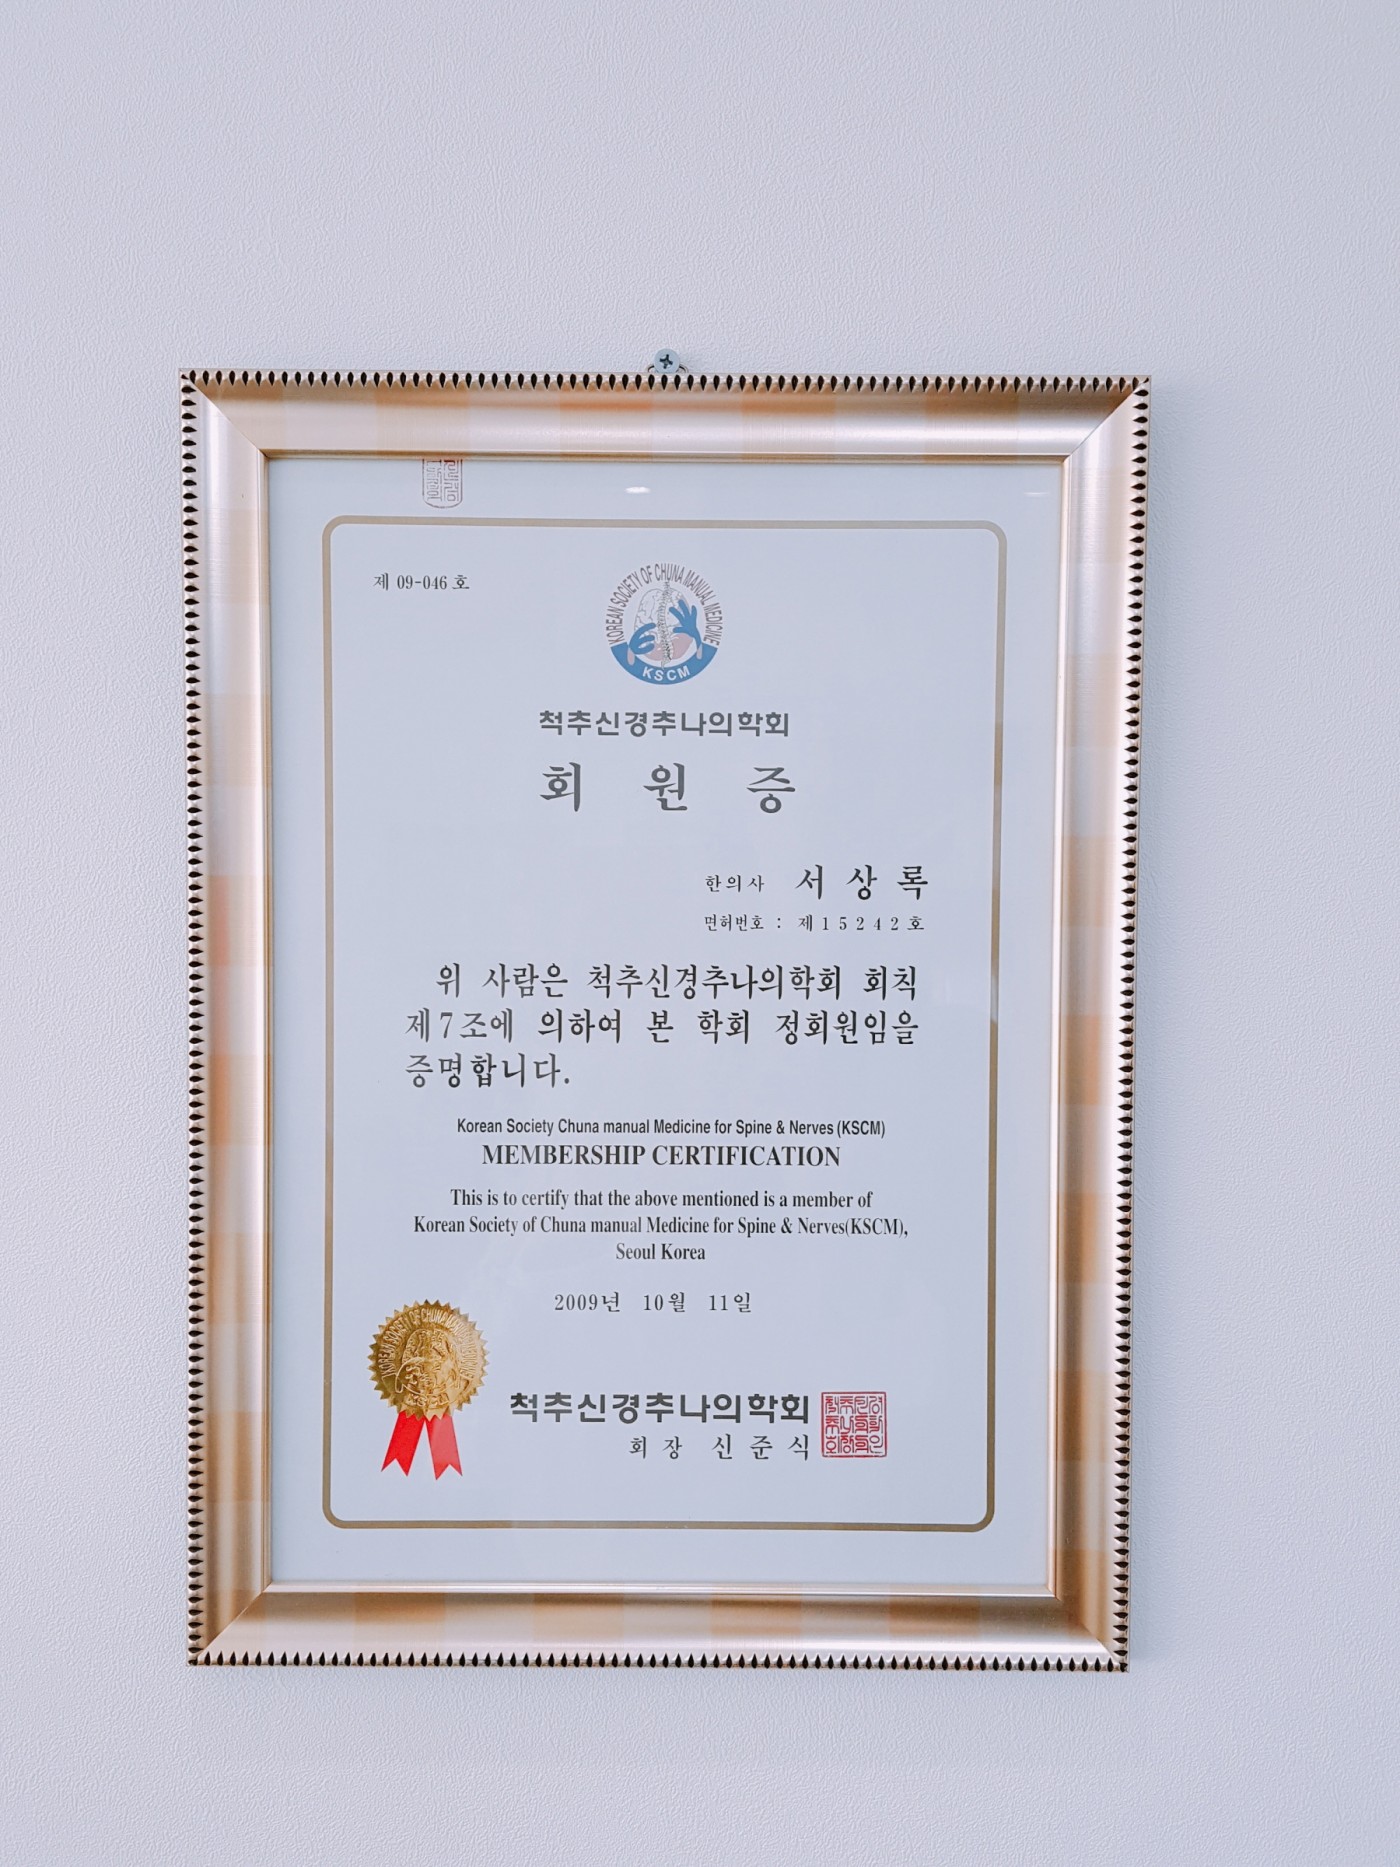 제 09-046 호
KOREAN SOCIETY OF CHUNA MANUAL MEDICINE
KSCM
척추신경추나의학회
회 원 증
한의사 서 상 록
면허번호 : 제 1 5 2 4 2 호
위 사람은 척추신경추나의학회 회칙
제7조에 의하여 본 학회 정회원임을
증명합니다.
Korean Society Chuna manual Medicine for Spine & Nerves (KSCM)
MEMBERSHIP CERTIFICATION
This is to certify that the above mentioned is a member of
Korean Society of Chuna manual Medicine for Spine & Nerves(KSCM),
Seoul Korea
2009년 10월 11일
KOREAN SOCIETY OF CHUNA MANUAL MEDICINE
척추신경추나의학회
회 장 신 준 식